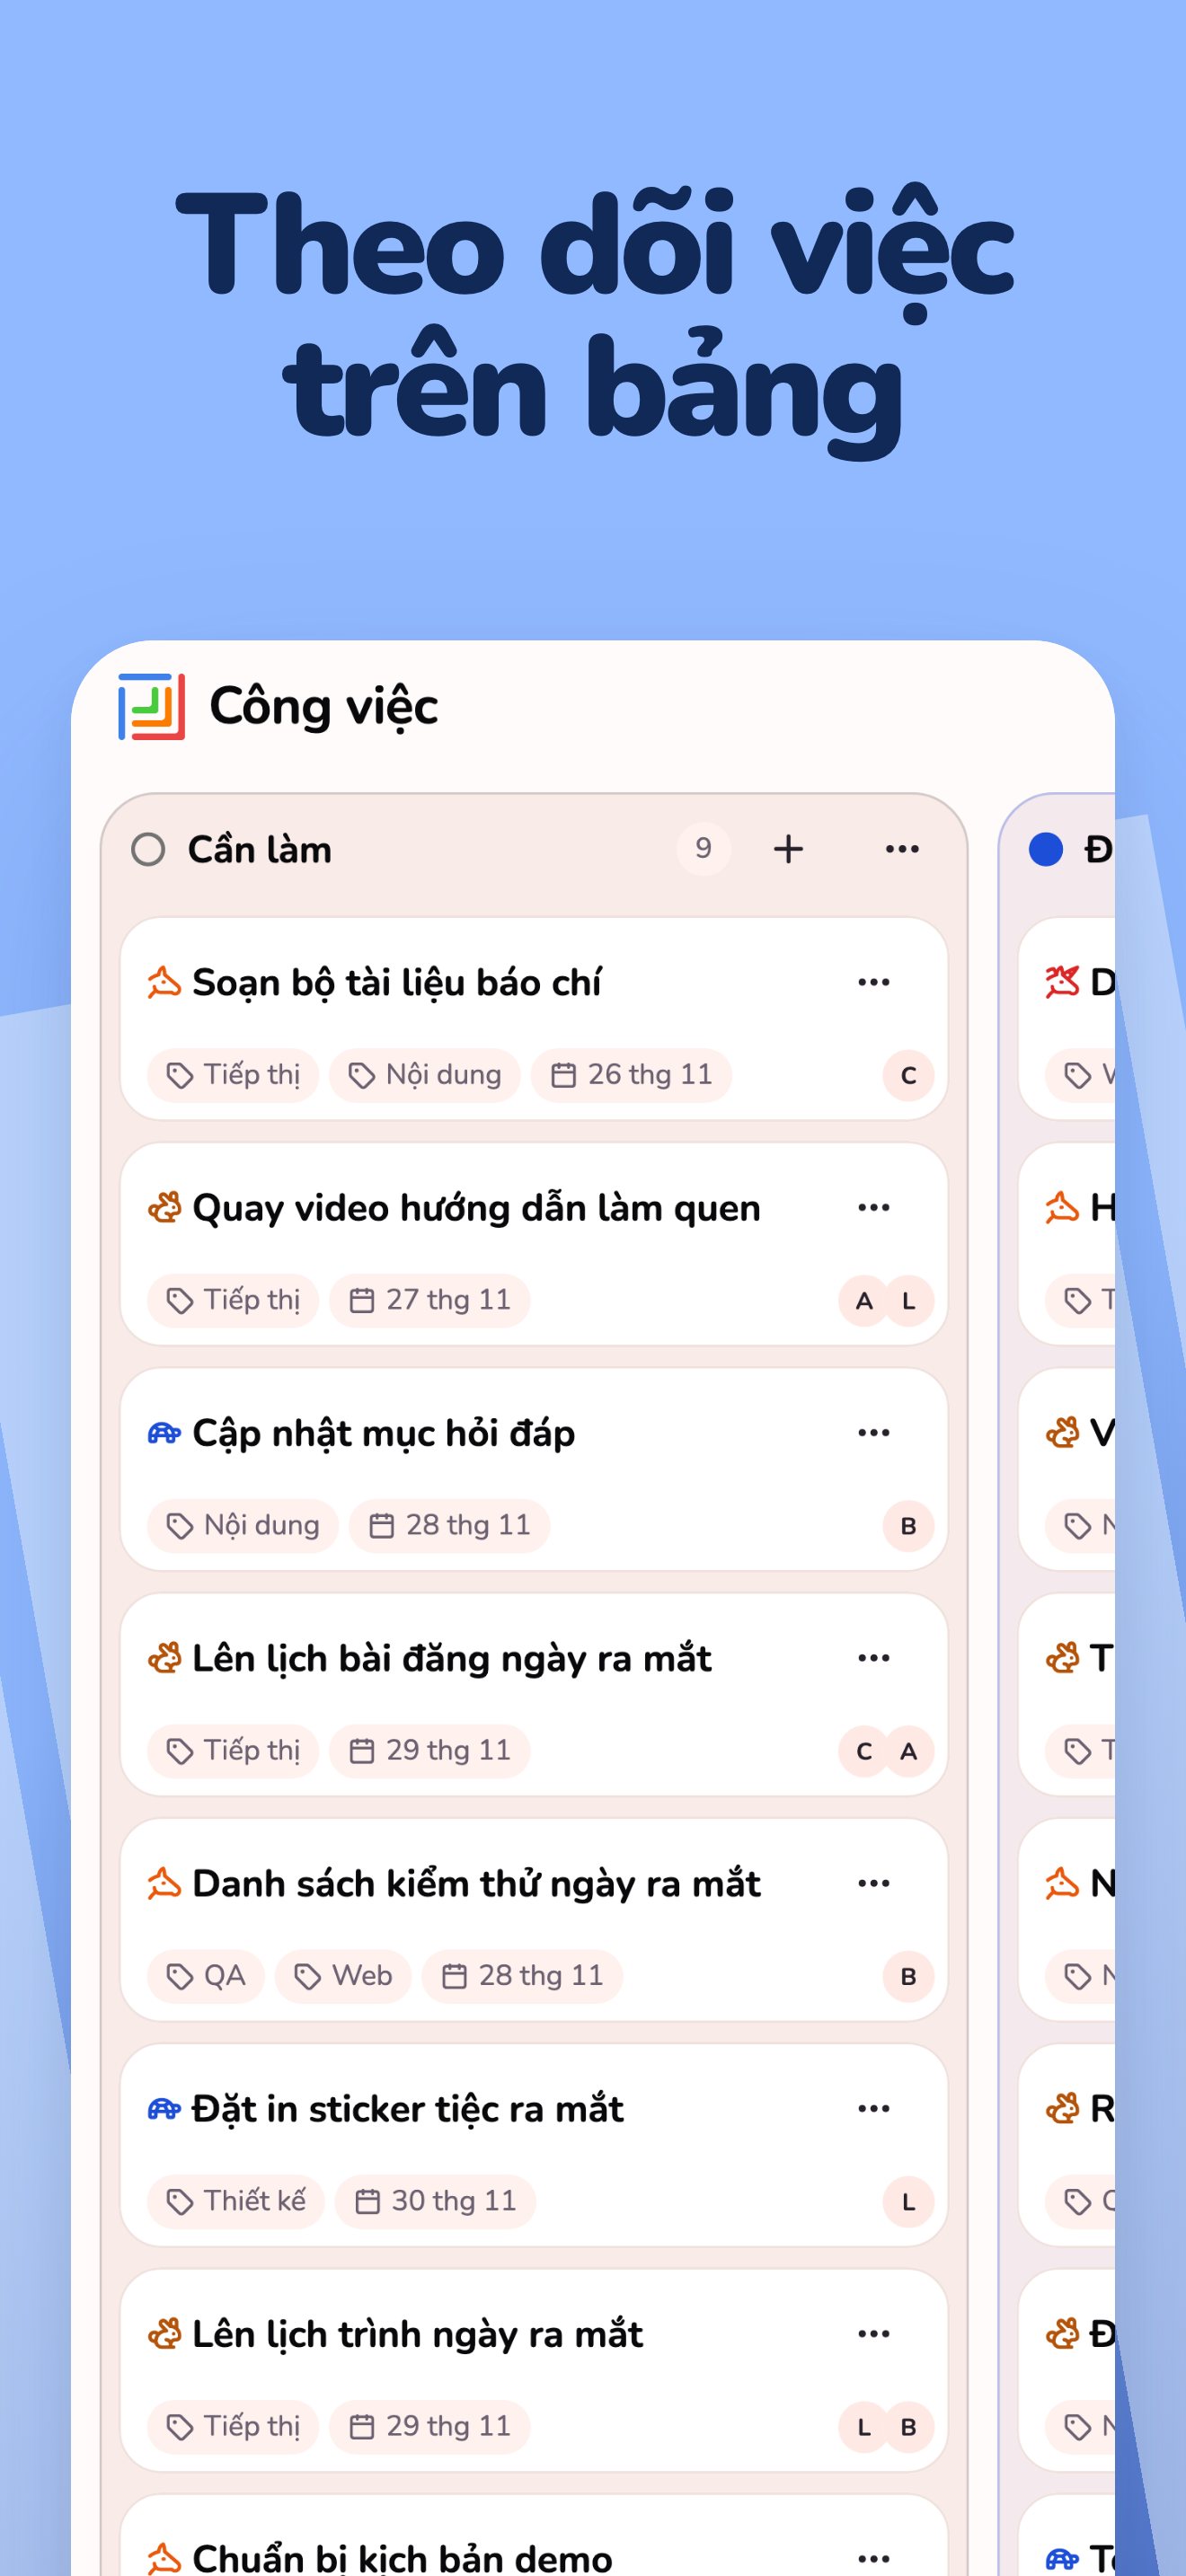 Theo dõi việc
trên bảng
Công việc
Cần làm
9
Soạn bộ tài liệu báo chí
Tiếp thị Nội dung 26 thg 11 C
Quay video hướng dẫn làm quen
Tiếp thị 27 thg 11 A L
Cập nhật mục hỏi đáp
Nội dung 28 thg 11 B
Lên lịch bài đăng ngày ra mắt
Tiếp thị 29 thg 11 C A
Danh sách kiểm thử ngày ra mắt
QA Web 28 thg 11 B
Đặt in sticker tiệc ra mắt
Thiết kế 30 thg 11 L
Lên lịch trình ngày ra mắt
Tiếp thị 29 thg 11 L B
Chuẩn bị kịch bản demo